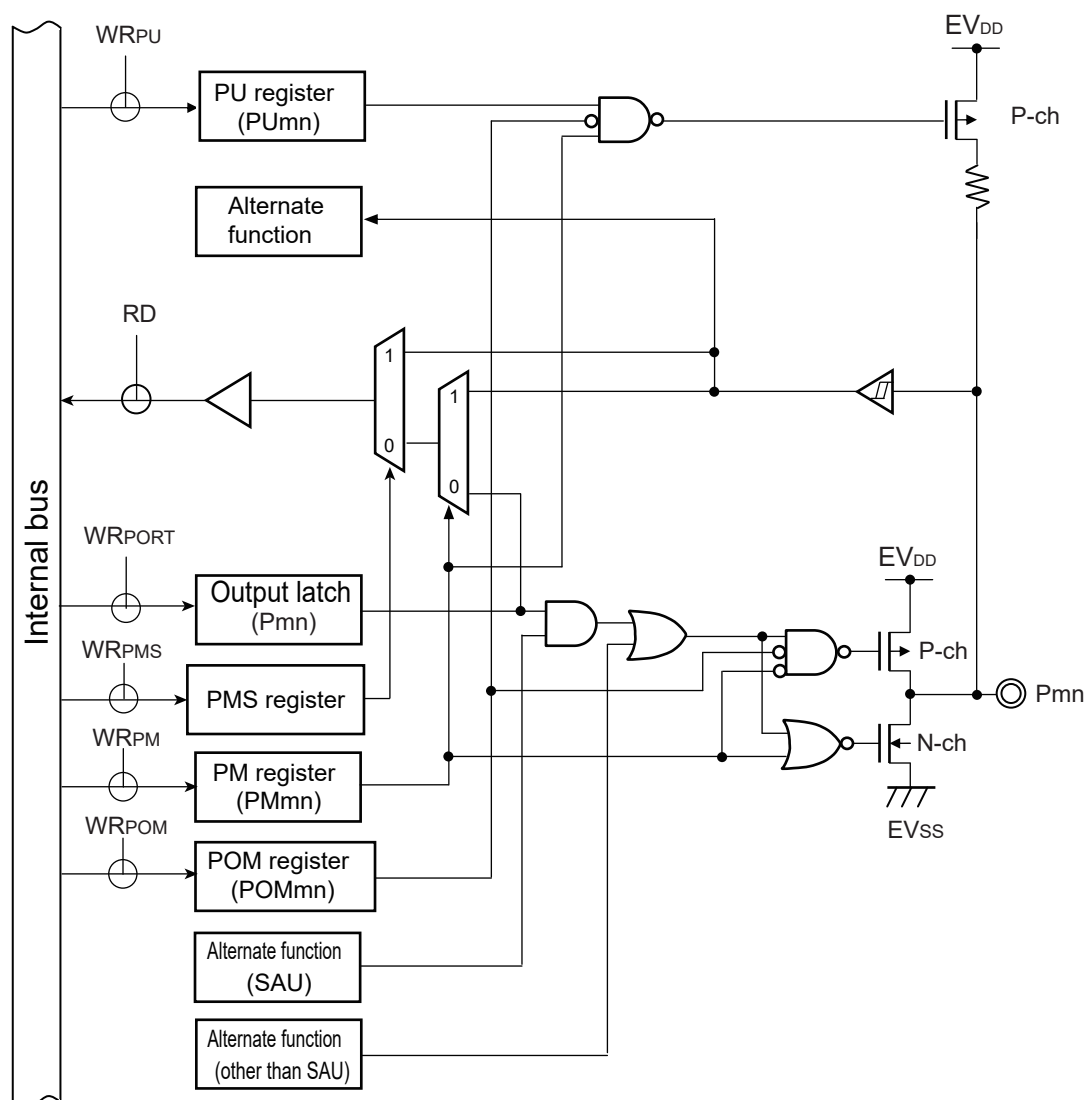 WRPU
PU register
(PUmn)
EVDD
P-ch
Alternate
function
RD
1
0
1
0
Internal bus
WRPORT
Output latch
(Pmn)
EVDD
P-ch
WRPMS
PMS register
Pmn
WRPM
PM register
(PMmn)
N-ch
EVSS
WRPOM
POM register
(POMmn)
Alternate function
(SAU)
Alternate function
(other than SAU)